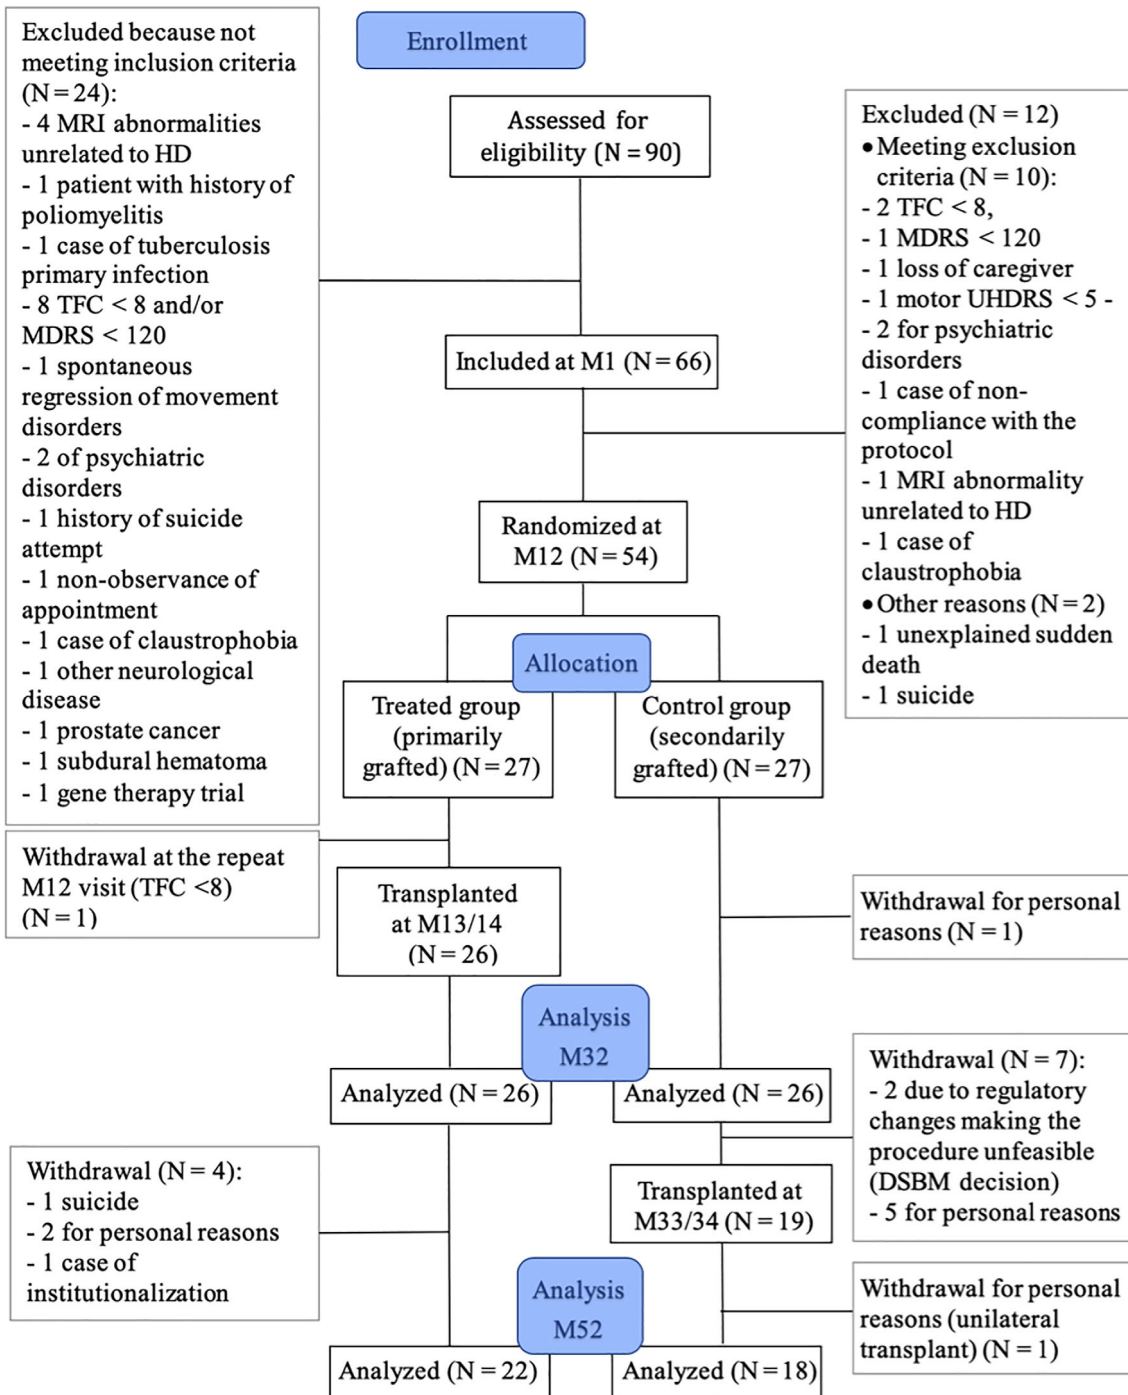 Enrollment
Excluded because not
meeting inclusion criteria
(N = 24):
- 4 MRI abnormalities
unrelated to HD
- 1 patient with history of
poliomyelitis
- 1 case of tuberculosis
primary infection
- 8 TFC < 8 and/or
MDRS < 120
- 1 spontaneous
regression of movement
disorders
- 2 of psychiatric
disorders
- 1 history of suicide
attempt
- 1 non-observance of
appointment
- 1 case of claustrophobia
- 1 other neurological
disease
- 1 prostate cancer
- 1 subdural hematoma
- 1 gene therapy trial
Assessed for
eligibility (N = 90)
Included at M1 (N = 66)
Excluded (N = 12)
• Meeting exclusion
criteria (N = 10):
- 2 TFC < 8,
- 1 MDRS < 120
- 1 loss of caregiver
- 1 motor UHDRS < 5 -
- 2 for psychiatric
disorders
- 1 case of non-
compliance with the
protocol
- 1 MRI abnormality
unrelated to HD
- 1 case of
claustrophobia
• Other reasons (N = 2)
- 1 unexplained sudden
death
- 1 suicide
Randomized at
M12 (N = 54)
Allocation
Treated group
(primarily
grafted) (N = 27)
Control group
(secondarily
grafted) (N = 27)
Withdrawal at the repeat
M12 visit (TFC <8)
(N = 1)
Transplanted
at M13/14
(N = 26)
Withdrawal for personal
reasons (N = 1)
Analysis
M32
Analyzed (N = 26)
Analyzed (N = 26)
Withdrawal (N = 7):
- 2 due to regulatory
changes making the
procedure unfeasible
(DSBM decision)
- 5 for personal reasons
Withdrawal (N = 4):
- 1 suicide
- 2 for personal reasons
- 1 case of
institutionalization
Transplanted at
M33/34 (N = 19)
Withdrawal for personal
reasons (unilateral
transplant) (N = 1)
Analysis
M52
Analyzed (N = 22)
Analyzed (N = 18)